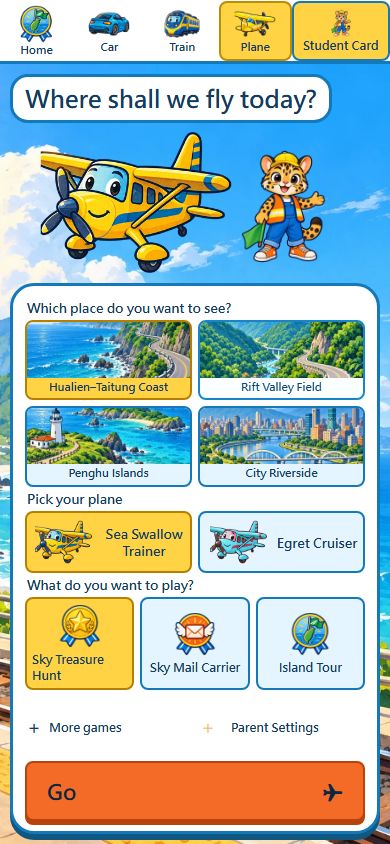 Home
Car
Train
Plane
Student Card
Where shall we fly today?
Which place do you want to see?
Hualien–Taitung Coast
Rift Valley Field
Penghu Islands
City Riverside
Pick your plane
Sea Swallow
Trainer
Egret Cruiser
What do you want to play?
Sky Treasure
Hunt
Sky Mail Carrier
Island Tour
+ More games
+ Parent Settings
Go